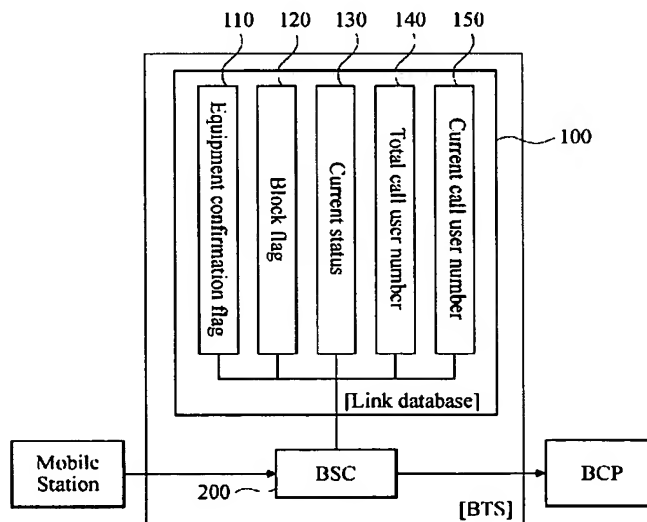 110 120 130 140 150
100
Equipment confirmation flag
Block flag
Current status
Total call user number
Current call user number
[Link database]
Mobile
Station
BSC
BCP
200
[BTS]